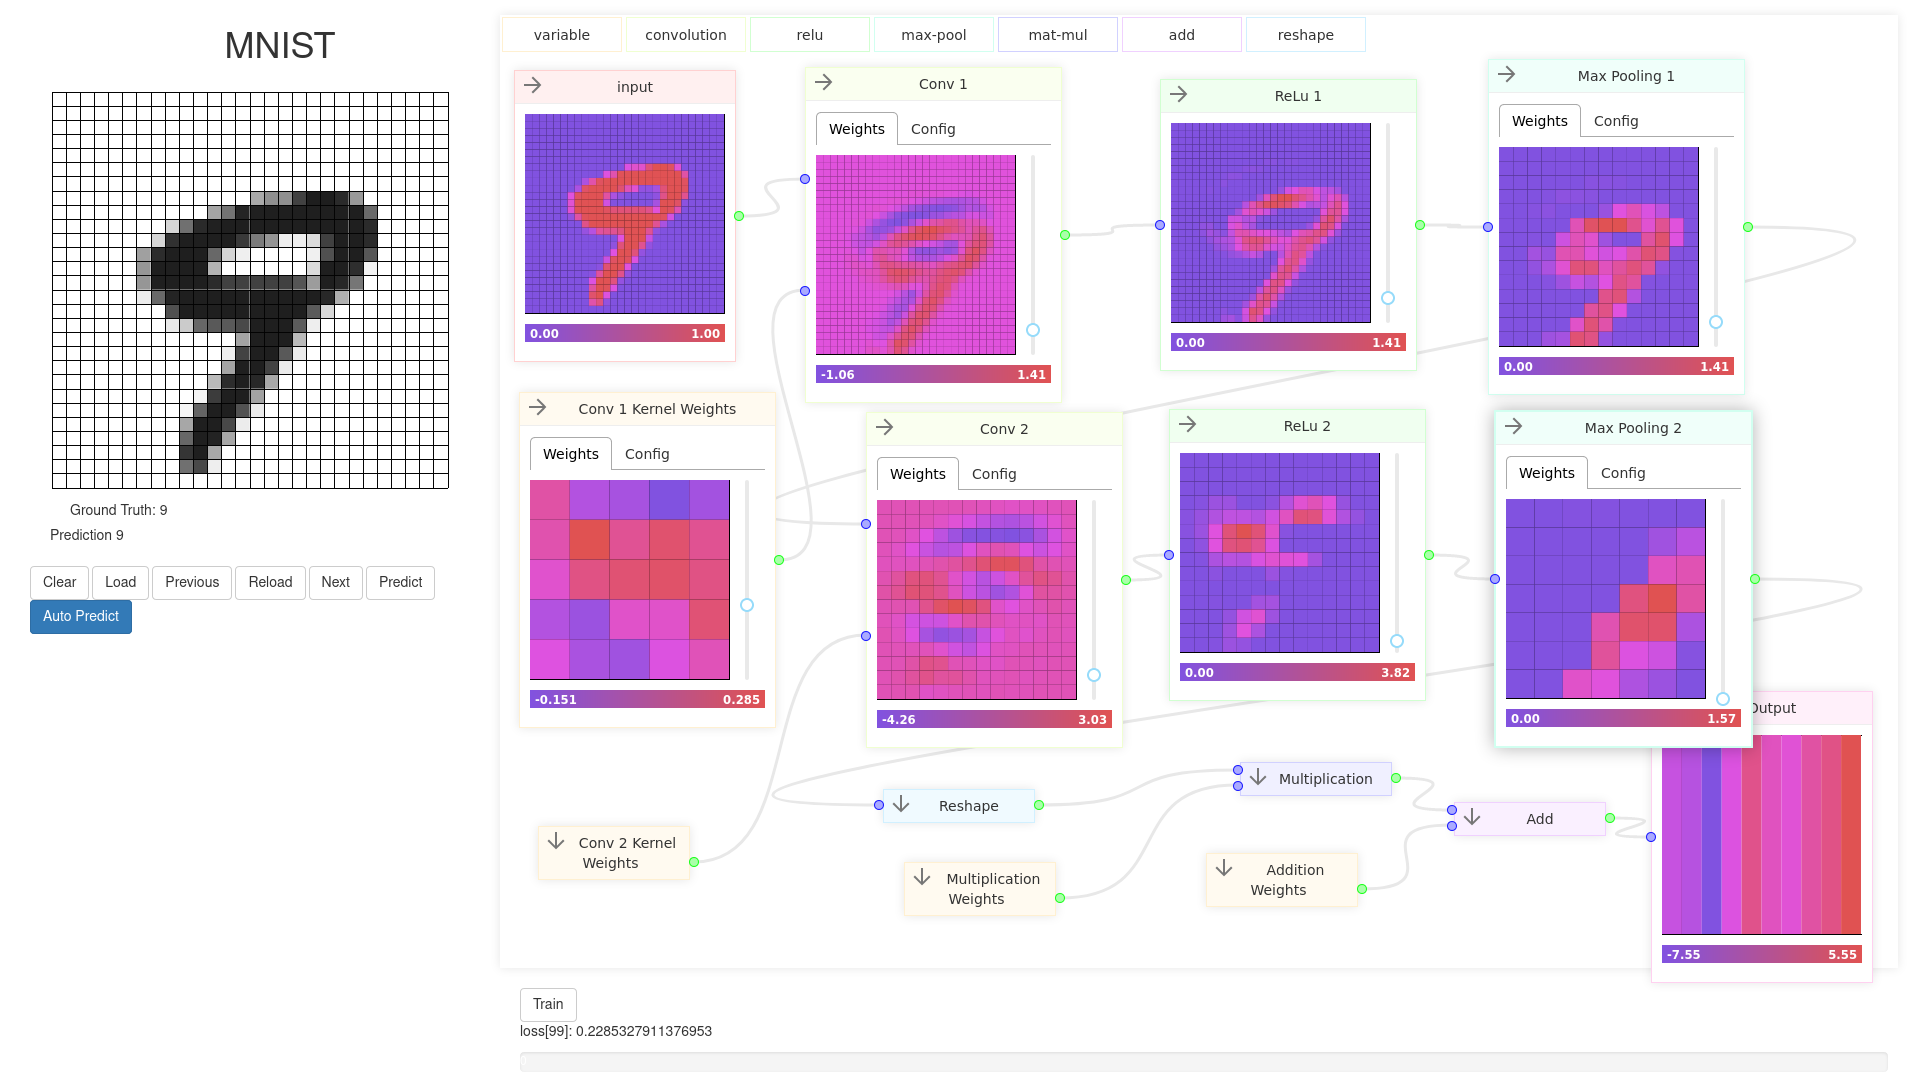 MNIST
Ground Truth: 9
Prediction 9
Clear Load Previous Reload Next Predict
Auto Predict
variable convolution relu max-pool mat-mul add reshape
input
0.00 1.00
Conv 1
Weights Config
-1.06 1.41
ReLu 1
0.00 1.41
Max Pooling 1
Weights Config
0.00 1.41
Conv 1 Kernel Weights
Weights Config
-0.151 0.285
Conv 2
Weights Config
-4.26 3.03
ReLu 2
0.00 3.82
Max Pooling 2
Weights Config
0.00 1.57
Output
-7.55 5.55
Reshape
Multiplication
Add
Conv 2 Kernel
Weights
Multiplication
Weights
Addition
Weights
Train
loss[99]: 0.2285327911376953